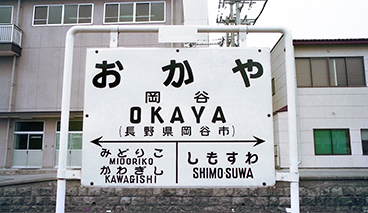 おかや
岡谷
OKAYA
(長野県岡谷市)
みどりこ
MIDORIKO
かわぎし
KAWAGISHI
しもすわ
SHIMO SUWA